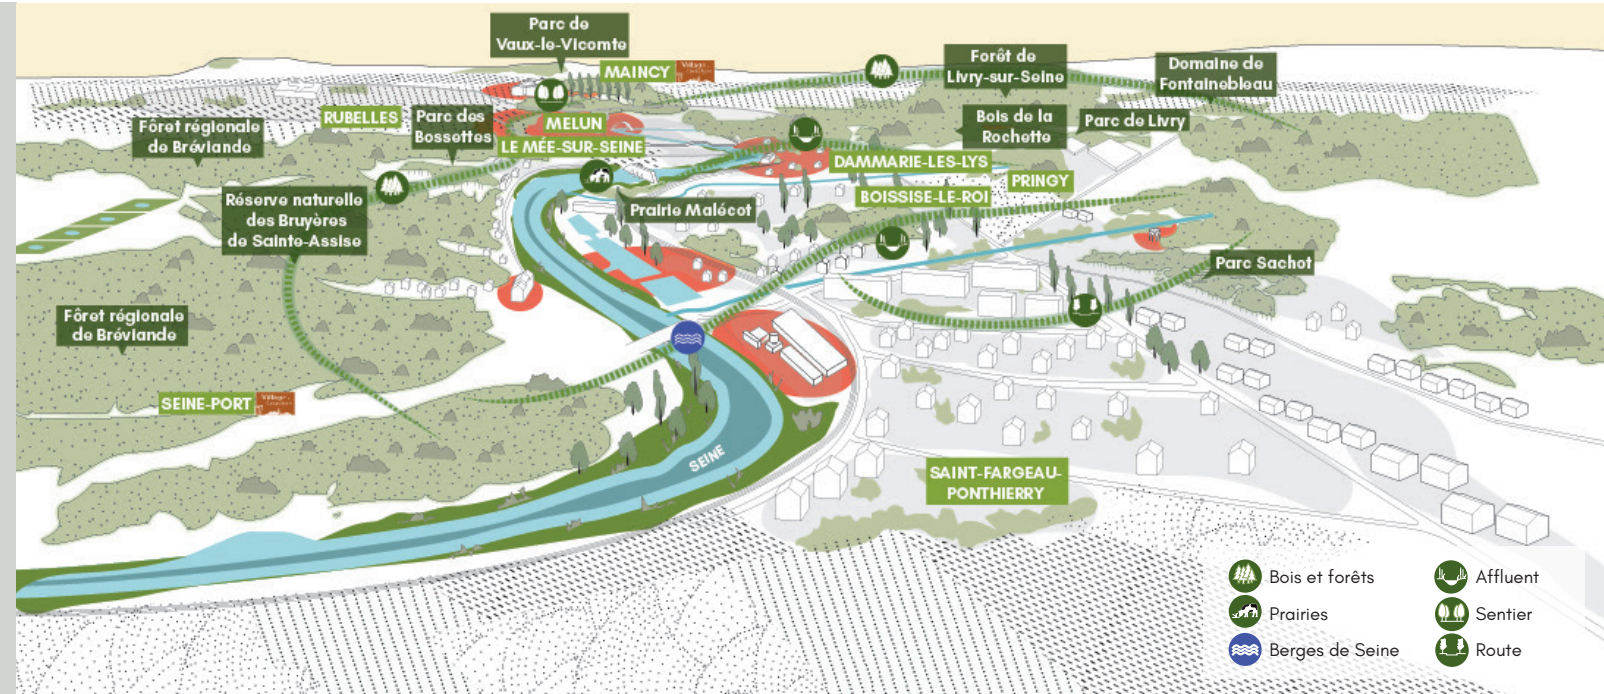 Parc de
Vaux-le-Vicomte
MAINCY
Village
Forêt de
Livry-sur-Seine
Domaine de
Fontainebleau
RUBELLES
Parc des
Bossettes
MELUN
LE MÉE-SUR-SEINE
Fôret régionale
de Bréviande
Bois de la
Rochette
Parc de Livry
DAMMARIE-LES-LYS
PRINGY
BOISSISE-LE-ROI
Réserve naturelle
des Bruyères
de Sainte-Assise
Prairie Malécot
Parc Sachot
Fôret régionale
de Bréviande
SEINE-PORT
Village
SEINE
SAINT-FARGEAU-
PONTHIERRY
Bois et forêts
Prairies
Berges de Seine
Affluent
Sentier
Route